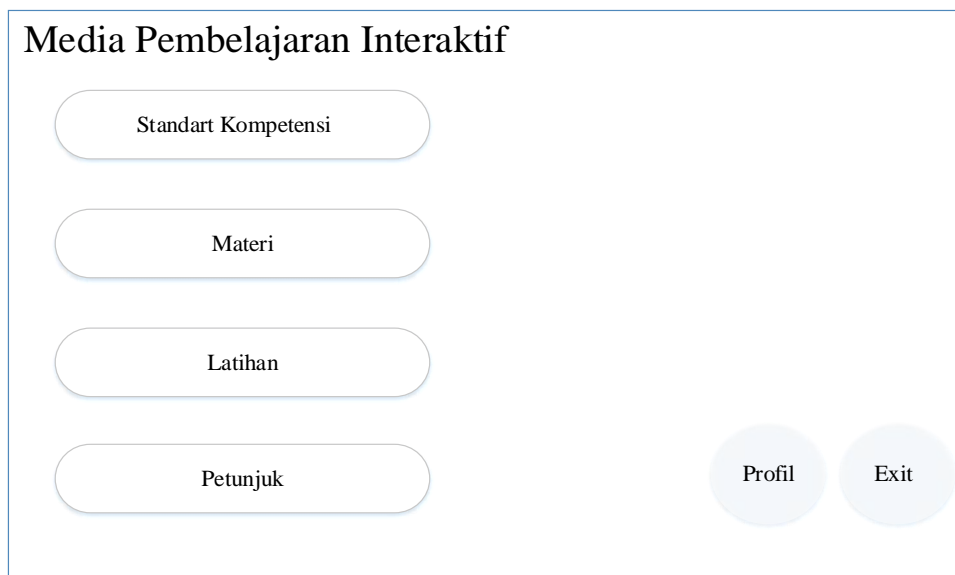 Media Pembelajaran Interaktif
Standart Kompetensi
Materi
Latihan
Petunjuk
Profil
Exit